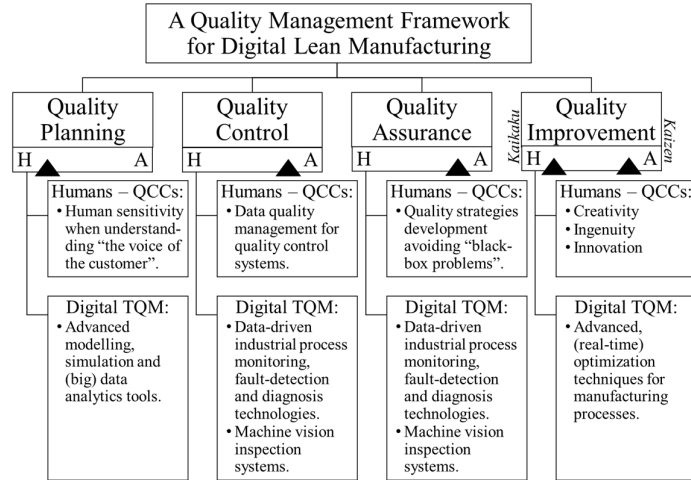 A Quality Management Framework
for Digital Lean Manufacturing
Quality
Planning
H A
Humans – QCCs:
• Human sensitivity
when understand-
ding “the voice of
the customer”.
Digital TQM:
• Advanced
modelling,
simulation and
(big) data
analytics tools.
Quality
Control
H A
Humans – QCCs:
• Data quality
management for
quality control
systems.
Digital TQM:
• Data-driven
industrial process
monitoring,
fault-detection
and diagnosis
technologies.
• Machine vision
inspection
systems.
Quality
Assurance
H A
Humans – QCCs:
• Quality strategies
development
avoiding “black-
box problems”.
Digital TQM:
• Data-driven
industrial process
monitoring,
fault-detection
and diagnosis
technologies.
• Machine vision
inspection
systems.
Kaikaku
Quality
Improvement
Kaizen
H A
Humans – QCCs:
• Creativity
• Ingenuity
• Innovation
Digital TQM:
• Advanced,
(real-time)
optimization
techniques for
manufacturing
processes.